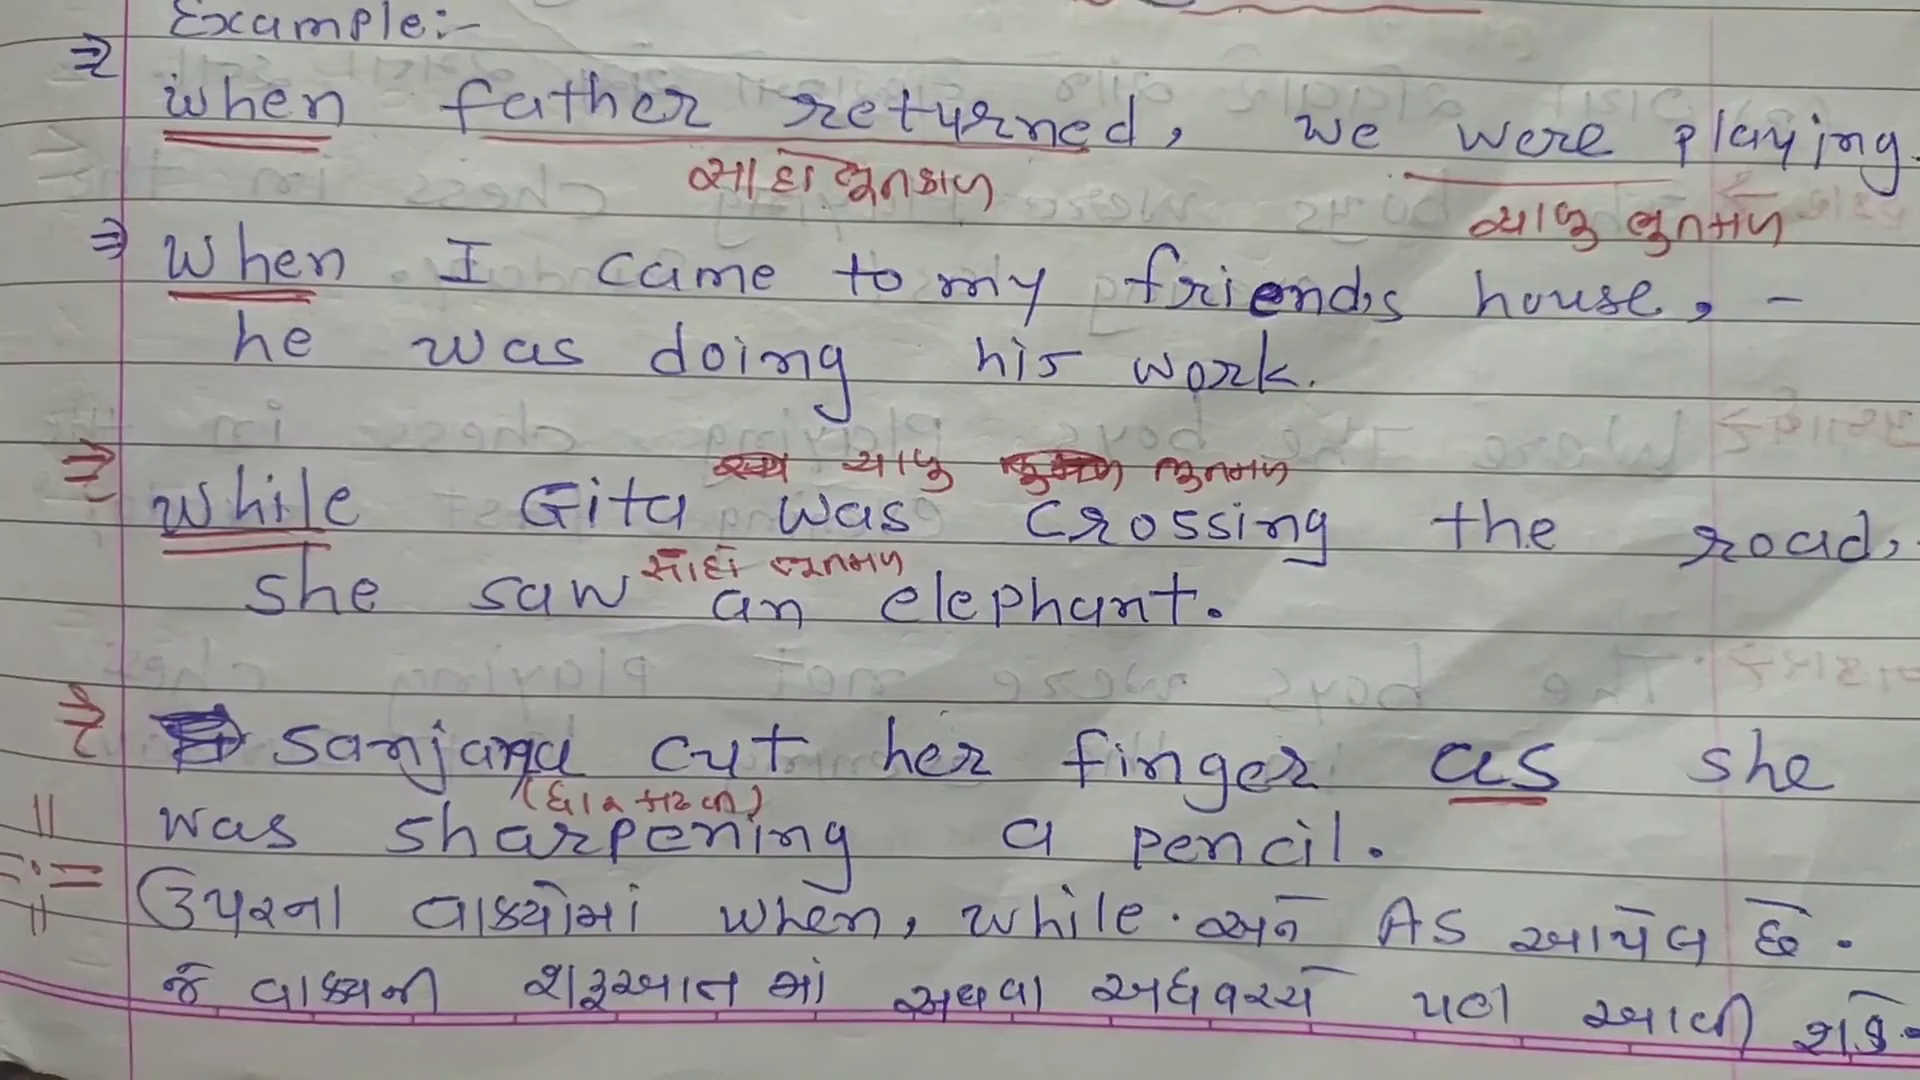 Example:-
⇒ when father returned, we were playing.
સાદો ભૂતકાળ
ચાલુ ભૂતકાળ
⇒ When I came to my friend's house, -
he was doing his work.
ચાલુ ભૂતકાળ
⇒ While Gita was crossing the road,
સાદો ભૂતકાળ
she saw an elephant.
⇒ Sanjana cut her finger as she
was sharpening a pencil.
ઉપરના વાક્યોમાં when, while અને AS આપેલ છે.
જે વાક્યની શરૂઆત માં અથવા અધવચ્ચે પણ આવી શકે